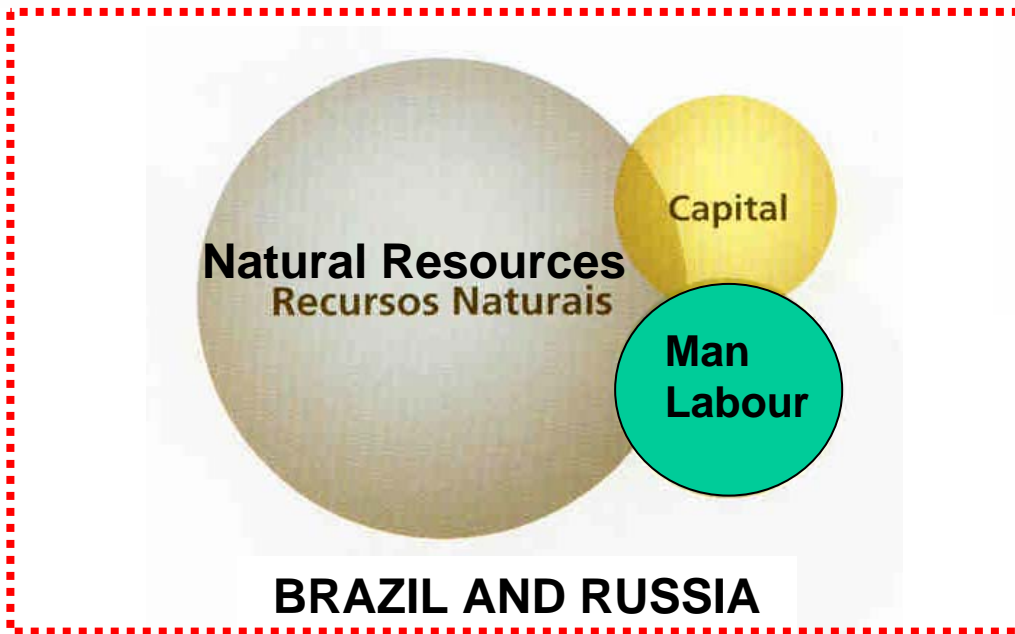 Capital
Natural Resources
Recursos Naturais
Man
Labour
BRAZIL AND RUSSIA